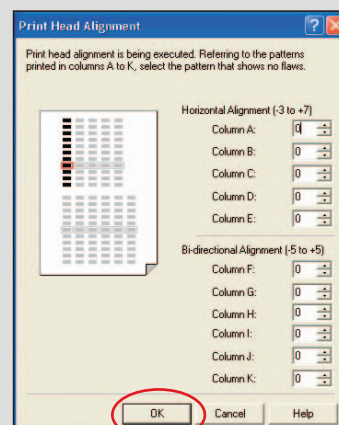 Print Head Alignment
Print head alignment is being executed. Referring to the patterns
printed in columns A to K, select the pattern that shows no flaws.
Horizontal Alignment (-3 to +7)
Column A: 0
Column B: 0
Column C: 0
Column D: 0
Column E: 0
Bi-directional Alignment (-5 to +5)
Column F: 0
Column G: 0
Column H: 0
Column I: 0
Column J: 0
Column K: 0
OK Cancel Help